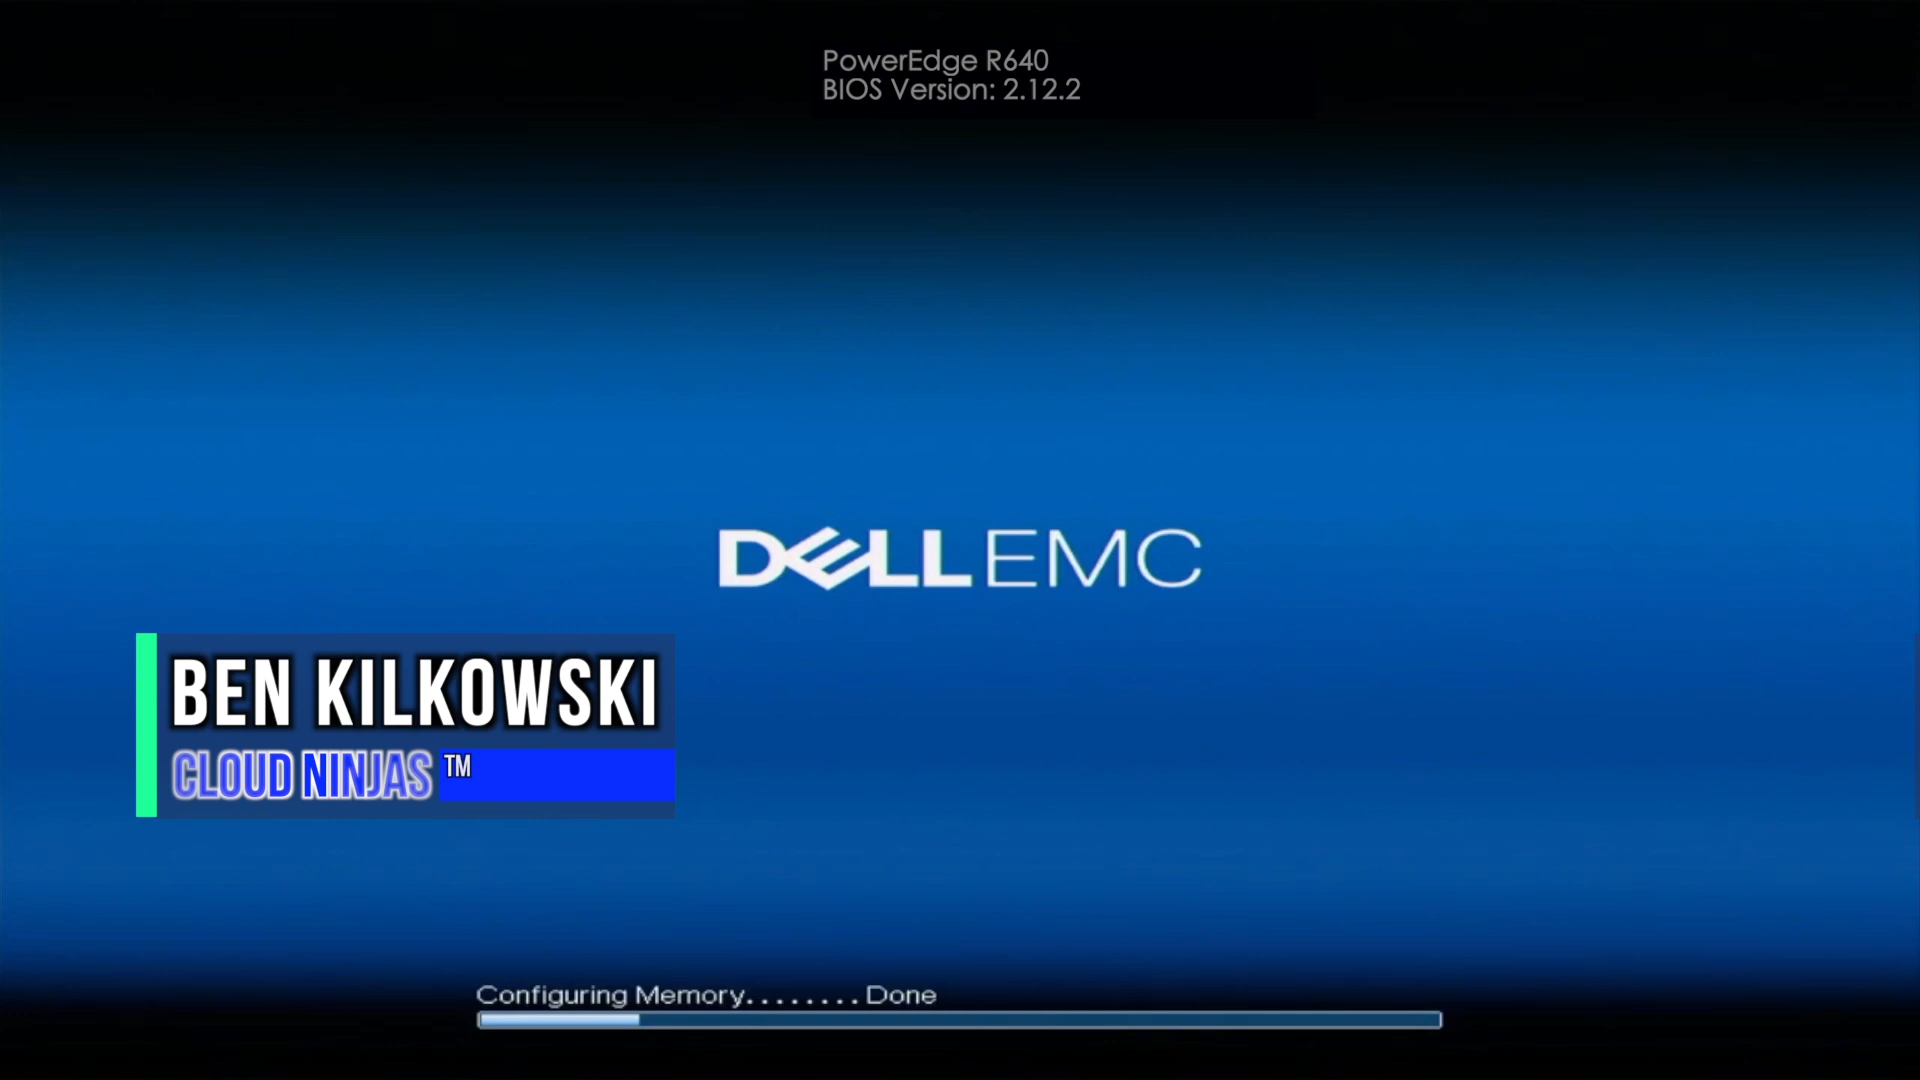 PowerEdge R640
BIOS Version: 2.12.2
DELLEMC
BEN KILKOWSKI
CLOUD NINJAS ™
Configuring Memory........Done